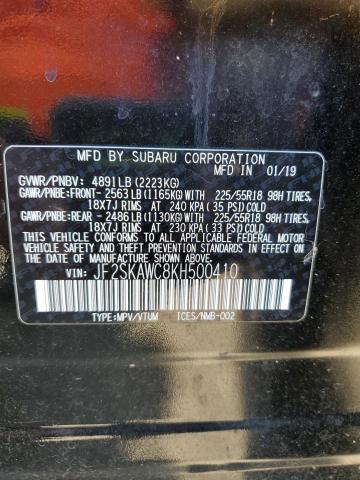 MFD BY SUBARU CORPORATION 01/19
GVWR/PNBV: 4891LB (2223KG)
GAWR/PNBE: FRONT- 2563LB (1165KG) WITH 225/55R18 98H TIRES,
18X7J RIMS AT 240 KPA ( 35 PSI) COLD
GAWR/PNBE: REAR - 2486LB (1130KG) WITH 225/55R18 98H TIRES,
18X7J RIMS AT 230 KPA ( 33 PSI) COLD
THIS VEHICLE CONFORMS TO ALL APPLICABLE
FEDERAL MOTOR VEHICLE SAFETY, BUMPER, AND
THEFT PREVENTION STANDARDS IN EFFECT ON
THE DATE OF MANUFACTURE SHOWN ABOVE.
VIN: JF2SKAWC8KH500410
TYPE: MPV/VTUM ICES/NMB-002